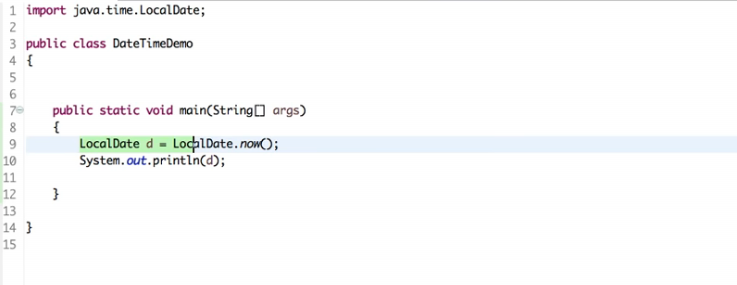 1 import java.time.LocalDate;
2
3 public class DateTimeDemo
4 {
5
6
7 public static void main(String[] args)
8 {
9 LocalDate d = LocalDate.now();
10 System.out.println(d);
11
12 }
13
14 }
15